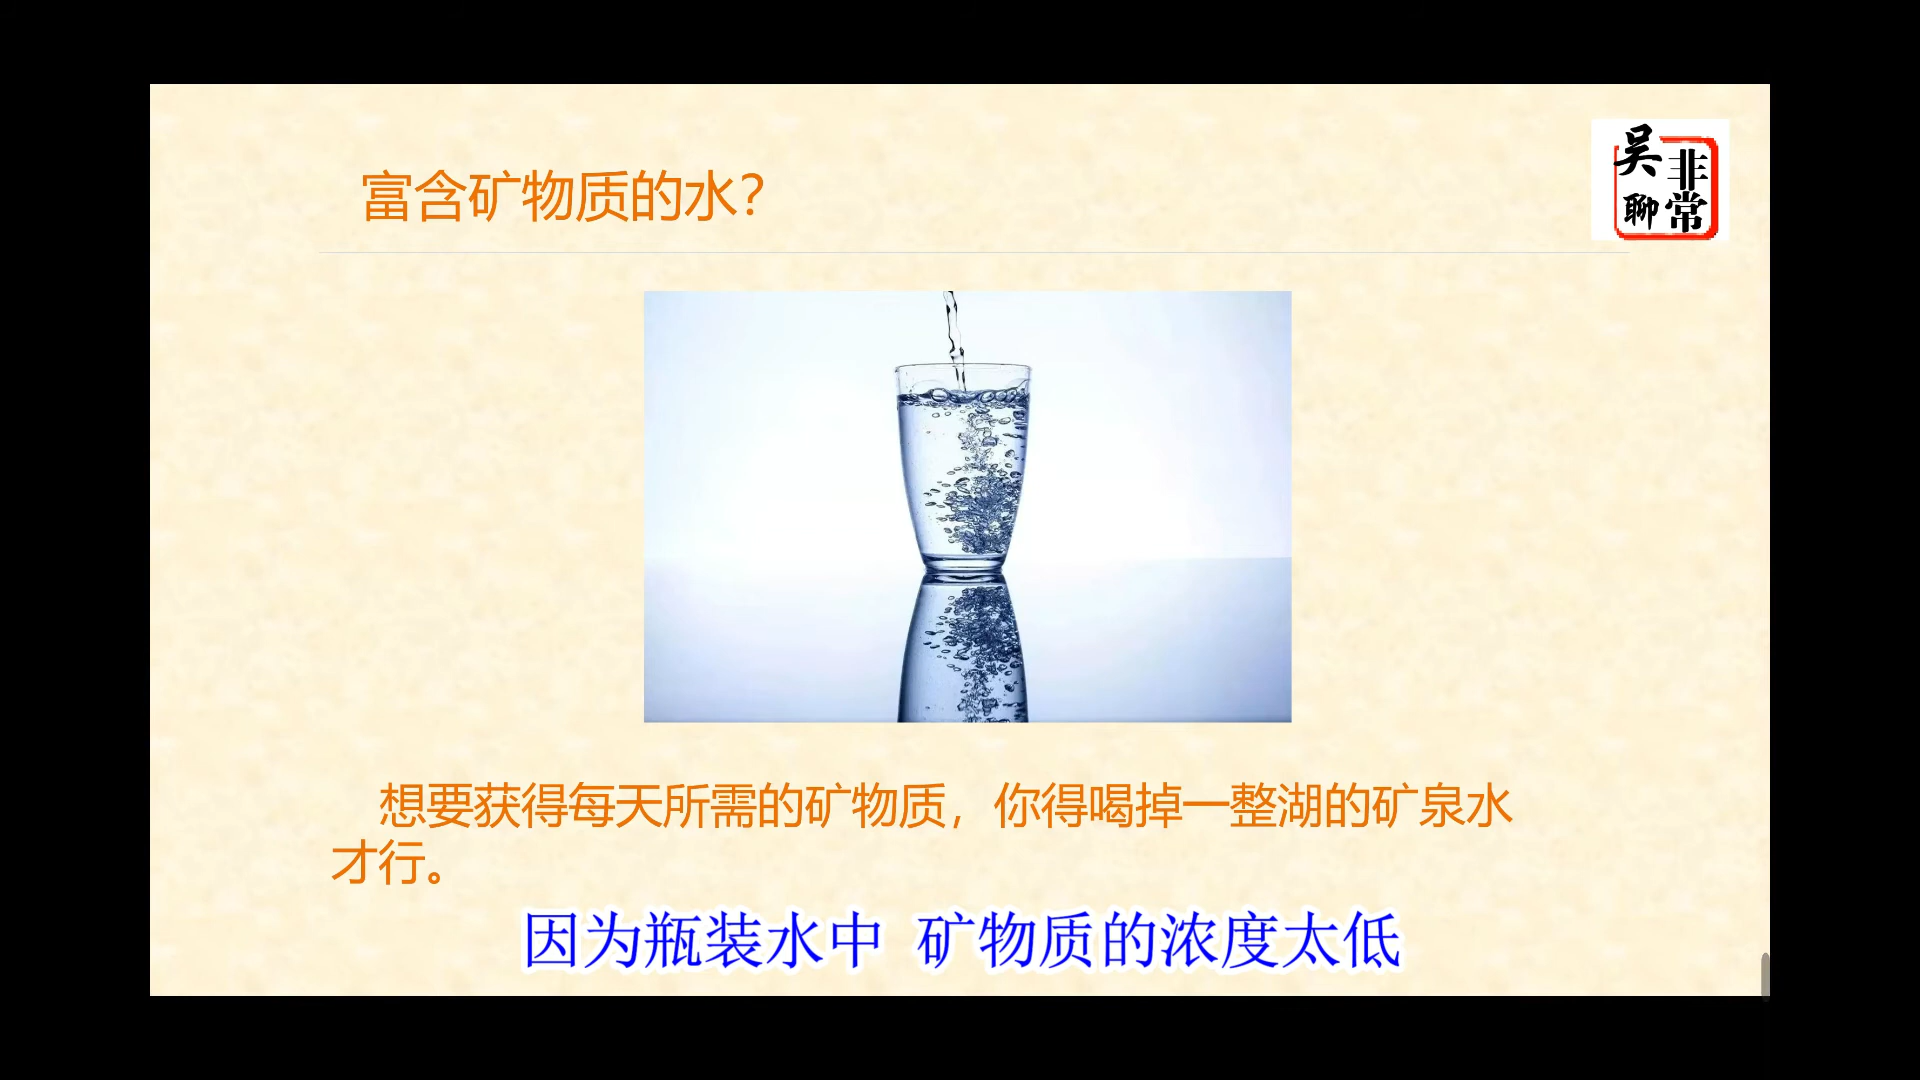 富含矿物质的水？
吴
聊
非
常
想要获得每天所需的矿物质，你得喝掉一整湖的矿泉水
才行。
因为瓶装水中 矿物质的浓度太低